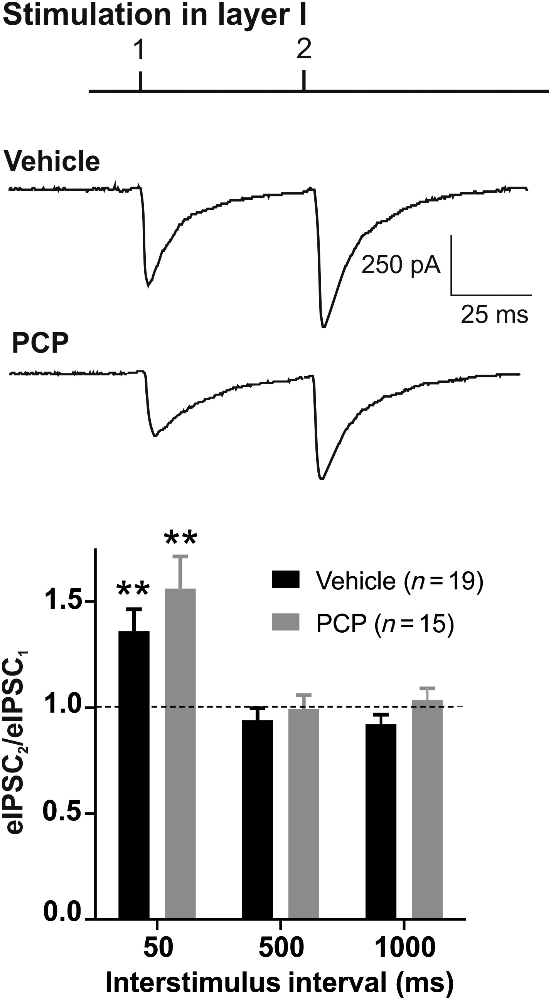 Stimulation in layer I
1 2
Vehicle
250 pA
25 ms
PCP
** **
Vehicle (n = 19)
PCP (n = 15)
eIPSC2/eIPSC1
1.5
1.0
0.5
0.0
50 500 1000
Interstimulus interval (ms)